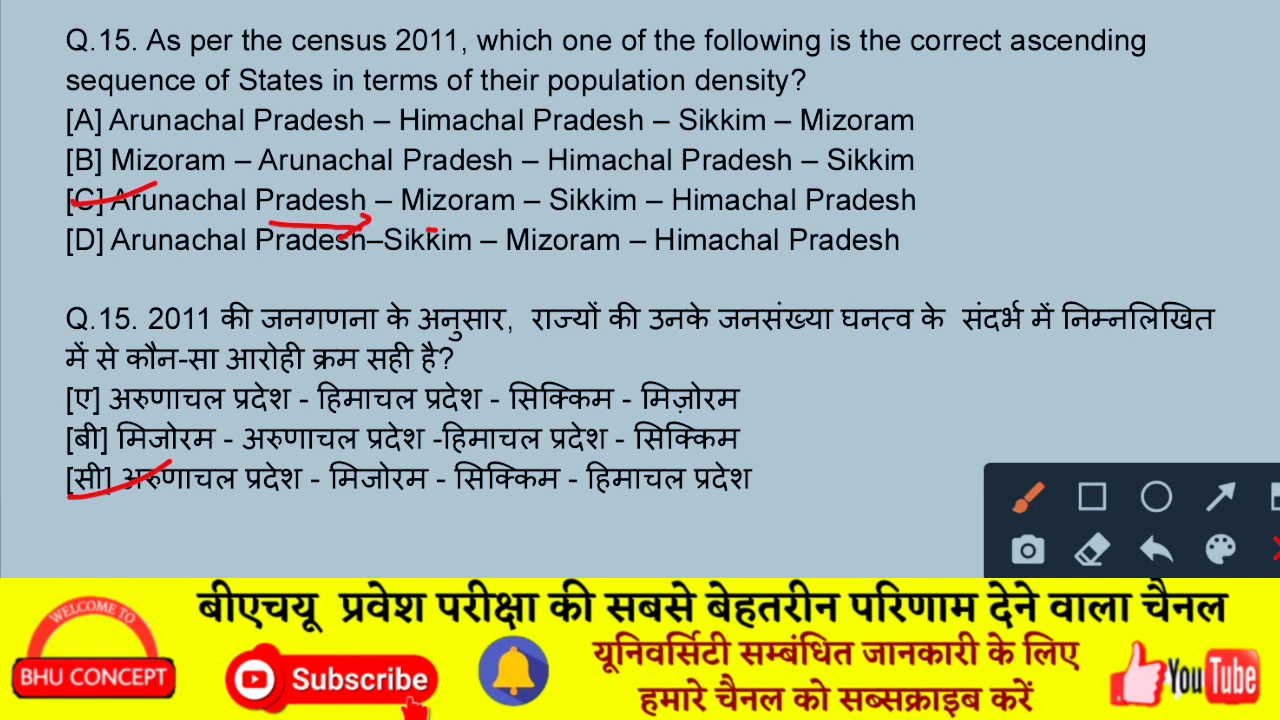 Q.15. As per the census 2011, which one of the following is the correct ascending
sequence of States in terms of their population density?
[A] Arunachal Pradesh – Himachal Pradesh – Sikkim – Mizoram
[B] Mizoram – Arunachal Pradesh – Himachal Pradesh – Sikkim
[C] Arunachal Pradesh – Mizoram – Sikkim – Himachal Pradesh
[D] Arunachal Pradesh–Sikkim – Mizoram – Himachal Pradesh
Q.15. 2011 की जनगणना के अनुसार, राज्यों की उनके जनसंख्या घनत्व के संदर्भ में निम्नलिखित
में से कौन-सा आरोही क्रम सही है?
[ए] अरुणाचल प्रदेश - हिमाचल प्रदेश - सिक्किम - मिज़ोरम
[बी] मिजोरम - अरुणाचल प्रदेश -हिमाचल प्रदेश - सिक्किम
[सी] अरुणाचल प्रदेश - मिजोरम - सिक्किम - हिमाचल प्रदेश
बीएचयू प्रवेश परीक्षा की सबसे बेहतरीन परिणाम देने वाला चैनल
WELCOME TO
BHU CONCEPT
Subscribe
यूनिवर्सिटी सम्बंधित जानकारी के लिए
हमारे चैनल को सब्सक्राइब करें
YouTube